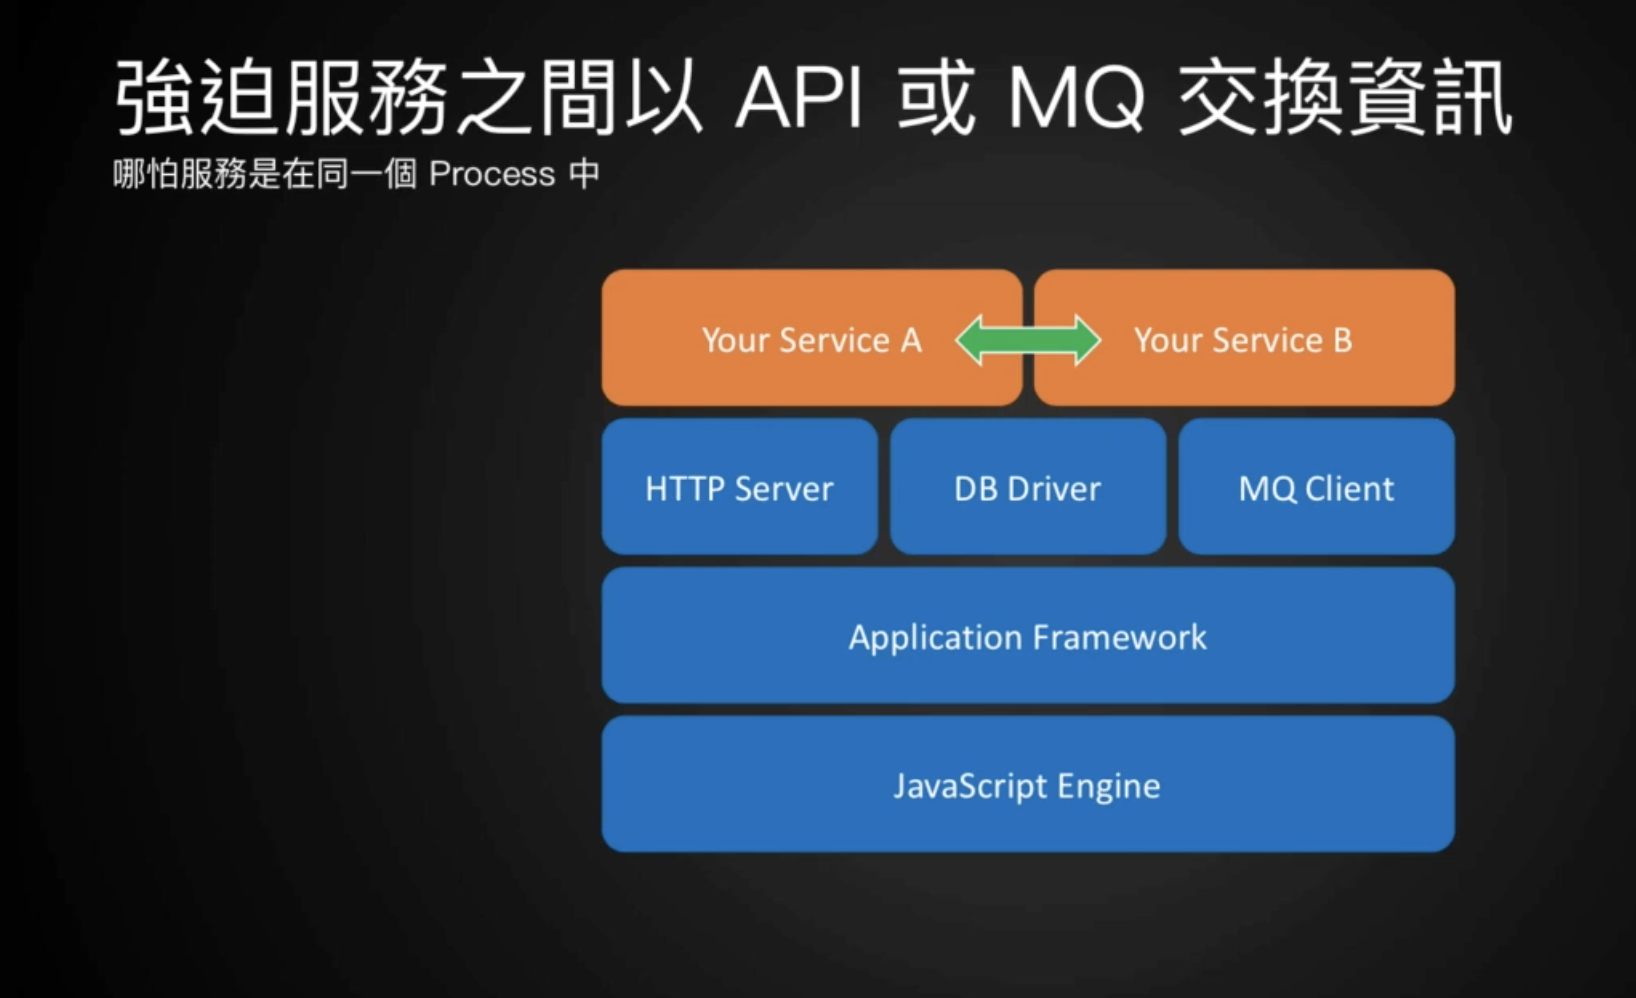 強迫服務之間以 API 或 MQ 交換資訊
哪怕服務是在同一個 Process 中
Your Service A
Your Service B
HTTP Server
DB Driver
MQ Client
Application Framework
JavaScript Engine